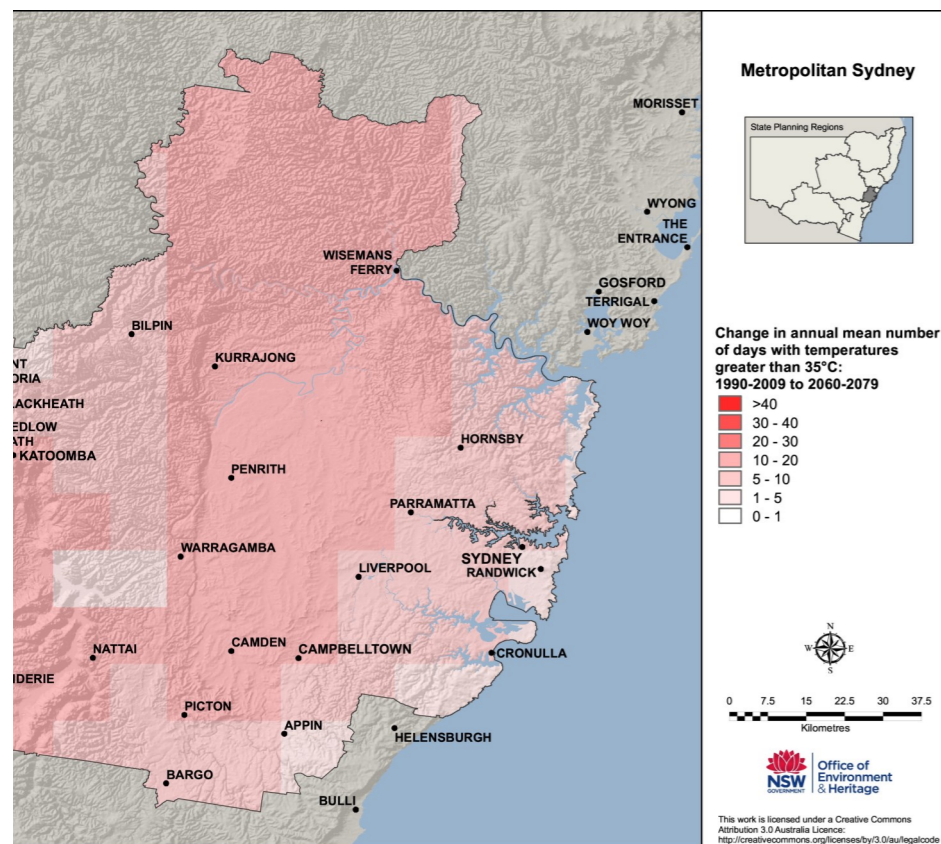 Metropolitan Sydney
State Planning Regions
MORISSET
WYONG
THE
ENTRANCE
WISEMANS
FERRY
GOSFORD
TERRIGAL
WOY WOY
BILPIN
KURRAJONG
NT
ORIA
LACKHEATH
EDLOW
ATH
KATOOMBA
HORNSBY
PENRITH
PARRAMATTA
WARRAGAMBA
SYDNEY
RANDWICK
LIVERPOOL
NATTAI
CAMDEN
CAMPBELLTOWN
CRONULLA
NDERIE
PICTON
APPIN
HELENSBURGH
BARGO
BULLI
Change in annual mean number
of days with temperatures
greater than 35°C:
1990-2009 to 2060-2079
>40
30 - 40
20 - 30
10 - 20
5 - 10
1 - 5
0 - 1
N
W E
S
0 7.5 15 22.5 30 37.5
Kilometres
NSW
GOVERNMENT
Office of
Environment
& Heritage
This work is licensed under a Creative Commons
Attribution 3.0 Australia Licence:
http://creativecommons.org/licenses/by/3.0/au/legalcode